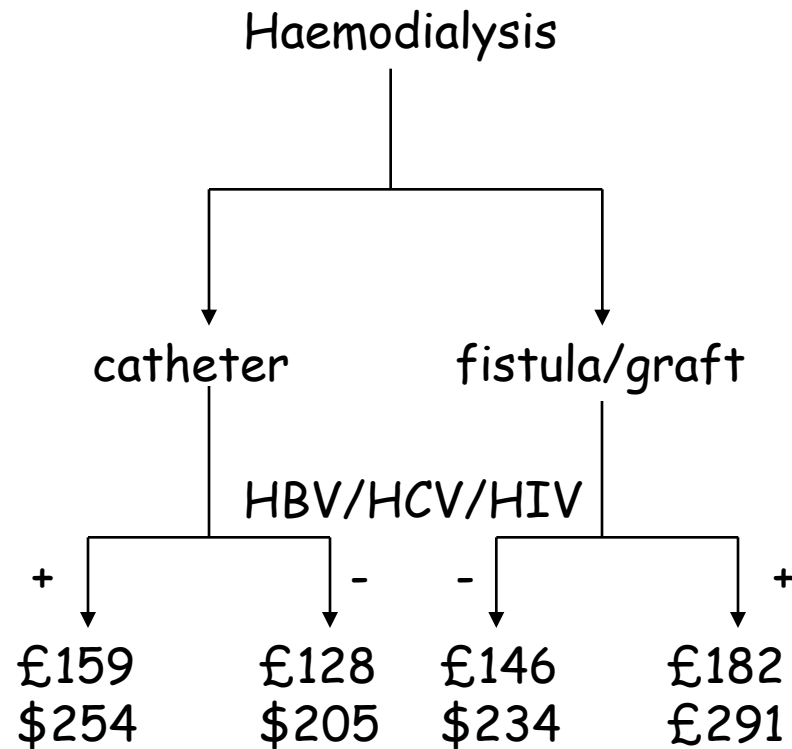 Haemodialysis
catheter fistula/graft
HBV/HCV/HIV
+ - - +
£159 £128 £146 £182
$254 $205 $234 £291